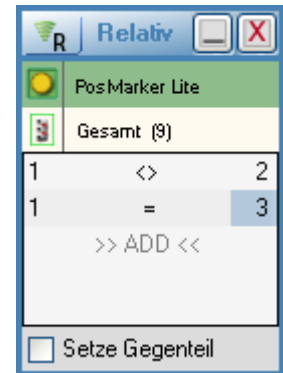 R Relativ
PosMarker Lite
Gesamt (9)
1 <> 2
1 = 3
>> ADD <<
Setze Gegenteil